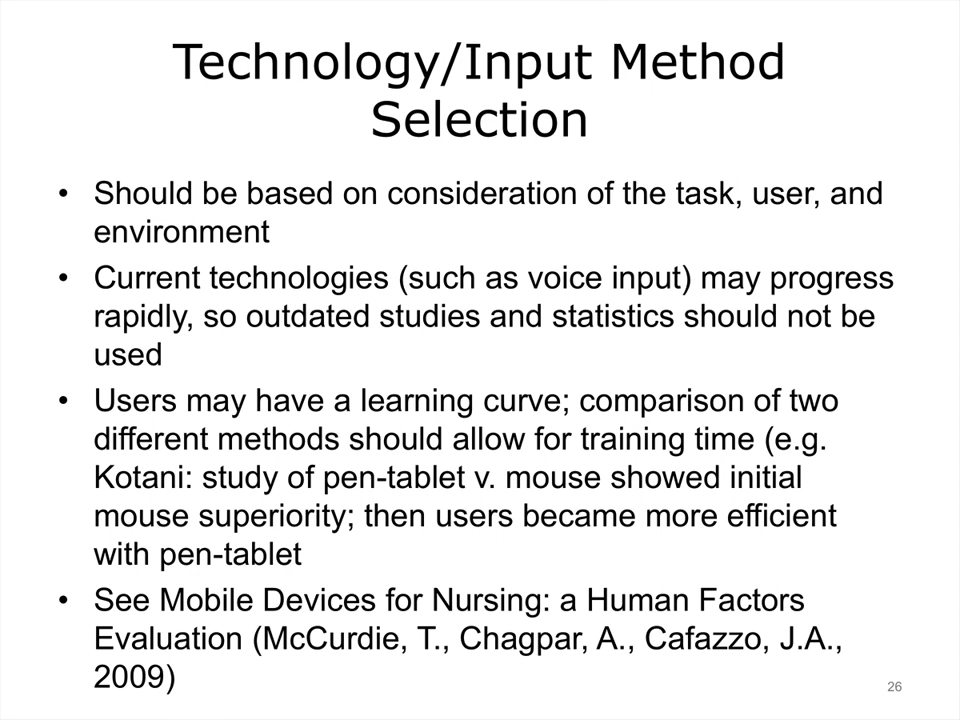 Technology/Input Method
Selection
• Should be based on consideration of the task, user, and
environment
• Current technologies (such as voice input) may progress
rapidly, so outdated studies and statistics should not be
used
• Users may have a learning curve; comparison of two
different methods should allow for training time (e.g.
Kotani: study of pen-tablet v. mouse showed initial
mouse superiority; then users became more efficient
with pen-tablet
• See Mobile Devices for Nursing: a Human Factors
Evaluation (McCurdie, T., Chagpar, A., Cafazzo, J.A.,
2009)
26